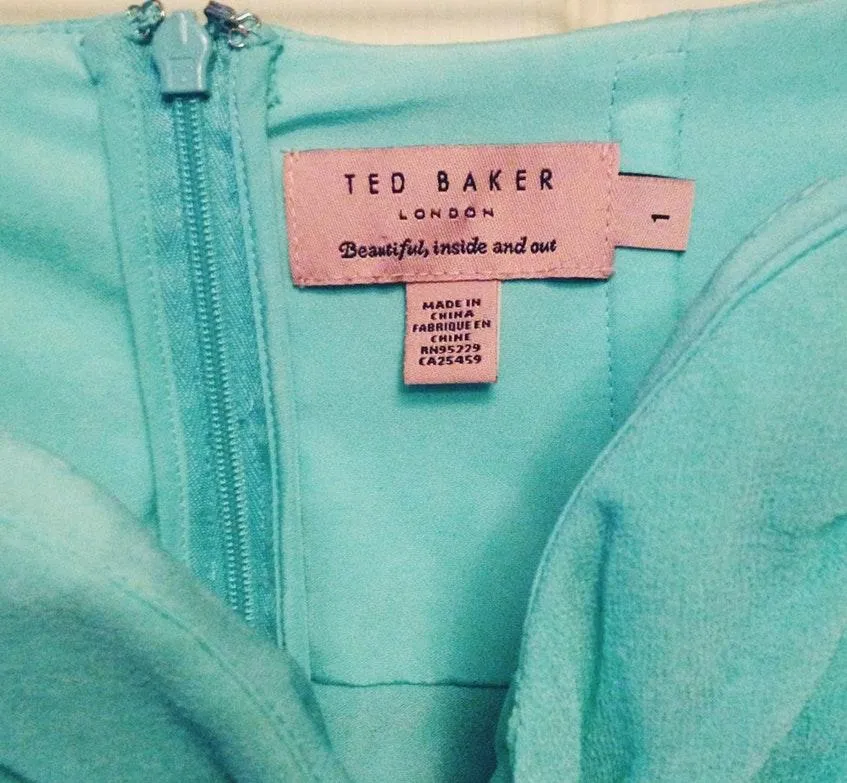 TED BAKER
LONDON
Beautiful, inside and out
1
MADE IN
CHINA
FABRIQUE EN
CHINE
RN95229
CA25459